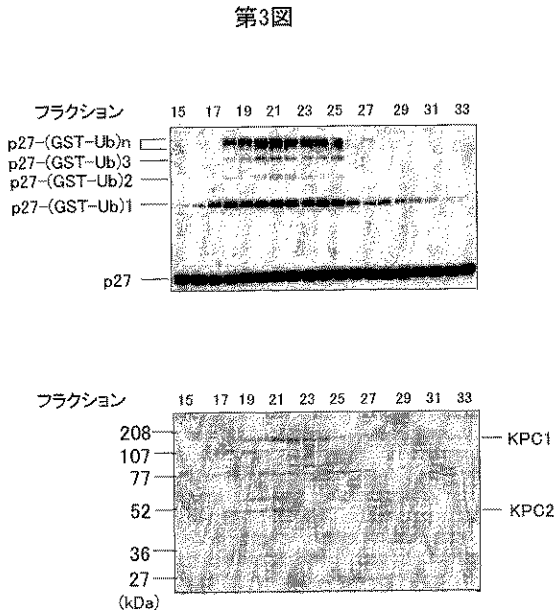 第3図
フラクション 15 17 19 21 23 25 27 29 31 33
p27-(GST-Ub)n
p27-(GST-Ub)3
p27-(GST-Ub)2
p27-(GST-Ub)1
p27
フラクション 15 17 19 21 23 25 27 29 31 33
208 KPC1
107
77
52 KPC2
36
27
(kDa)